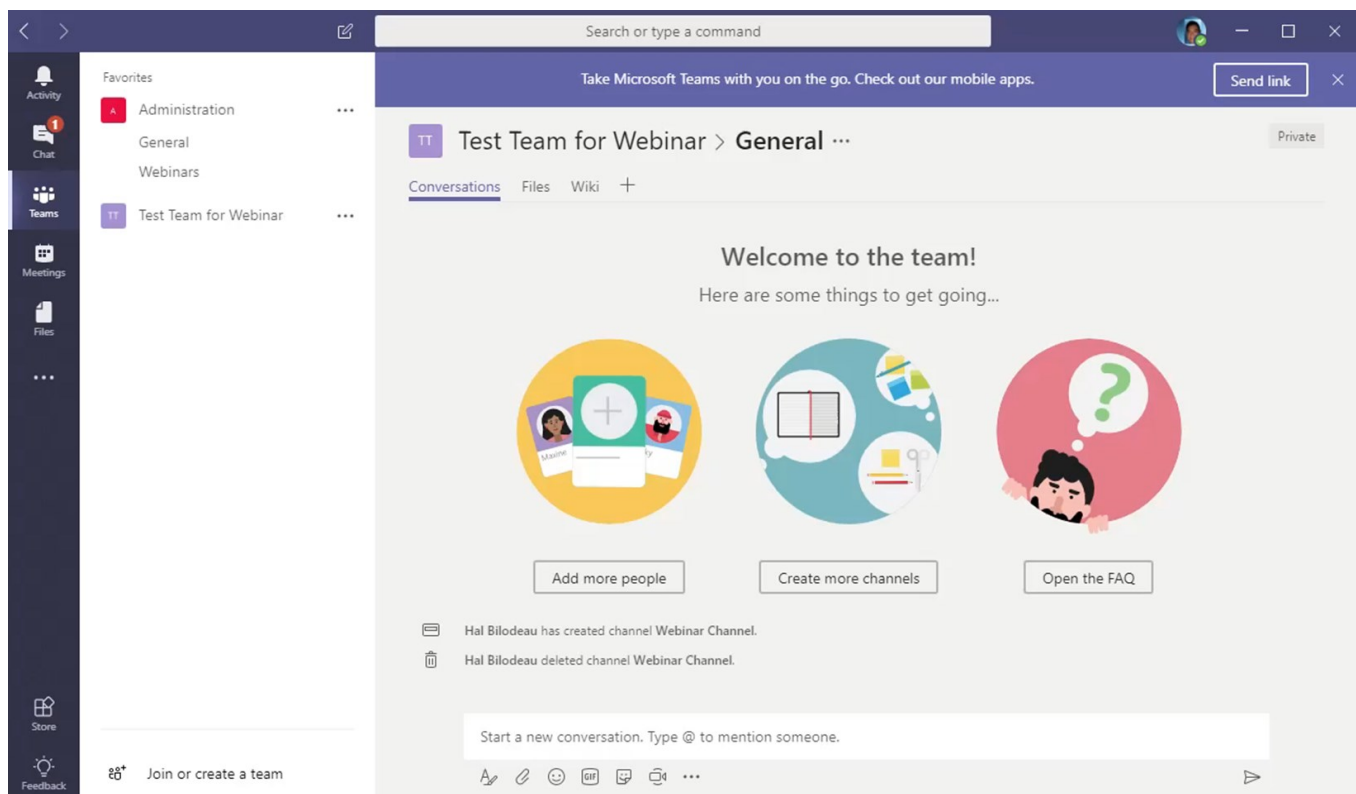 Search or type a command
Activity
Chat
1
Teams
Meetings
Files
Store
Feedback
Favorites
A
Administration
General
Webinars
TT
Test Team for Webinar
Join or create a team
Take Microsoft Teams with you on the go. Check out our mobile apps.
Send link
TT
Test Team for Webinar > General
Private
Conversations Files Wiki
Welcome to the team!
Here are some things to get going...
Maxine
?
Add more people
Create more channels
Open the FAQ
Hal Bilodeau has created channel Webinar Channel.
Hal Bilodeau deleted channel Webinar Channel.
Start a new conversation. Type @ to mention someone.
GIF